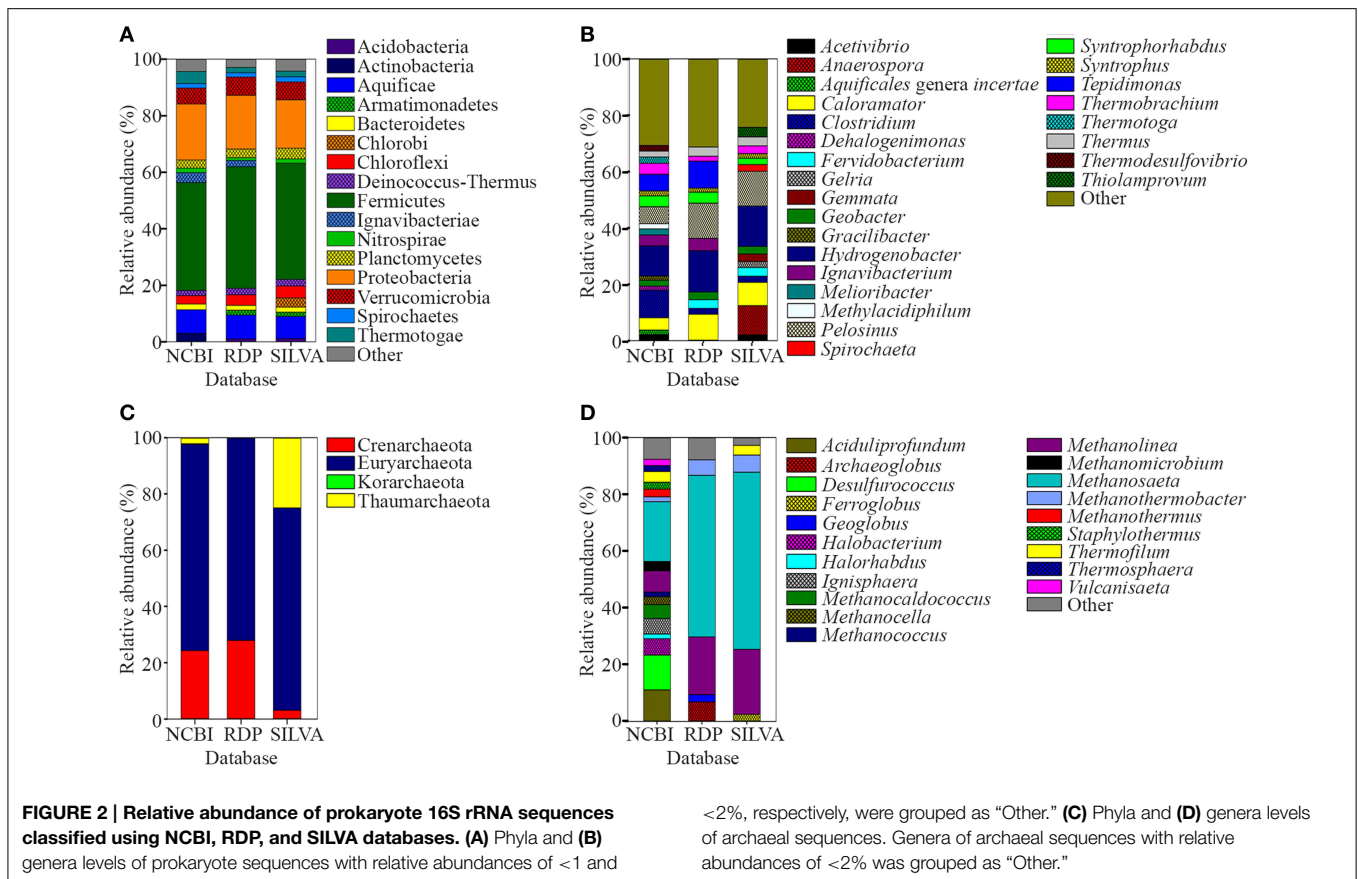 A
100
80
60
40
20
0
Relative abundance (%)
NCBI RDP SILVA
Database
Acidobacteria
Actinobacteria
Aquificae
Armatimonadetes
Bacteroidetes
Chlorobi
Chloroflexi
Deinococcus-Thermus
Fermicutes
Ignavibacteriae
Nitrospirae
Planctomycetes
Proteobacteria
Verrucomicrobia
Spirochaetes
Thermotogae
Other
B
100
80
60
40
20
0
Relative abundance (%)
NCBI RDP SILVA
Database
Acetivibrio
Anaerospora
Aquificales genera incertae
Caloramator
Clostridium
Dehalogenimonas
Fervidobacterium
Gelria
Gemmata
Geobacter
Gracilibacter
Hydrogenobacter
Ignavibacterium
Melioribacter
Methylacidiphilum
Pelosinus
Spirochaeta
Syntrophorhabdus
Syntrophus
Tepidimonas
Thermobrachium
Thermotoga
Thermus
Thermodesulfovibrio
Thiolamprovum
Other
C
100
80
60
40
20
0
Relative abundance (%)
NCBI RDP SILVA
Database
Crenarchaeota
Euryarchaeota
Korarchaeota
Thaumarchaeota
D
100
80
60
40
20
0
Relative abundance (%)
NCBI RDP SILVA
Database
Aciduliprofundum
Archaeoglobus
Desulfurococcus
Ferroglobus
Geoglobus
Halobacterium
Halorhabdus
Ignisphaera
Methanocaldococcus
Methanocella
Methanococcus
Methanolinea
Methanomicrobium
Methanosaeta
Methanothermobacter
Methanothermus
Staphylothermus
Thermofilum
Thermosphaera
Vulcanisaeta
Other
FIGURE 2 | Relative abundance of prokaryote 16S rRNA sequences
classified using NCBI, RDP, and SILVA databases. (A) Phyla and (B)
genera levels of prokaryote sequences with relative abundances of <1 and
<2%, respectively, were grouped as “Other.” (C) Phyla and (D) genera levels
of archaeal sequences. Genera of archaeal sequences with relative
abundances of <2% was grouped as “Other.”